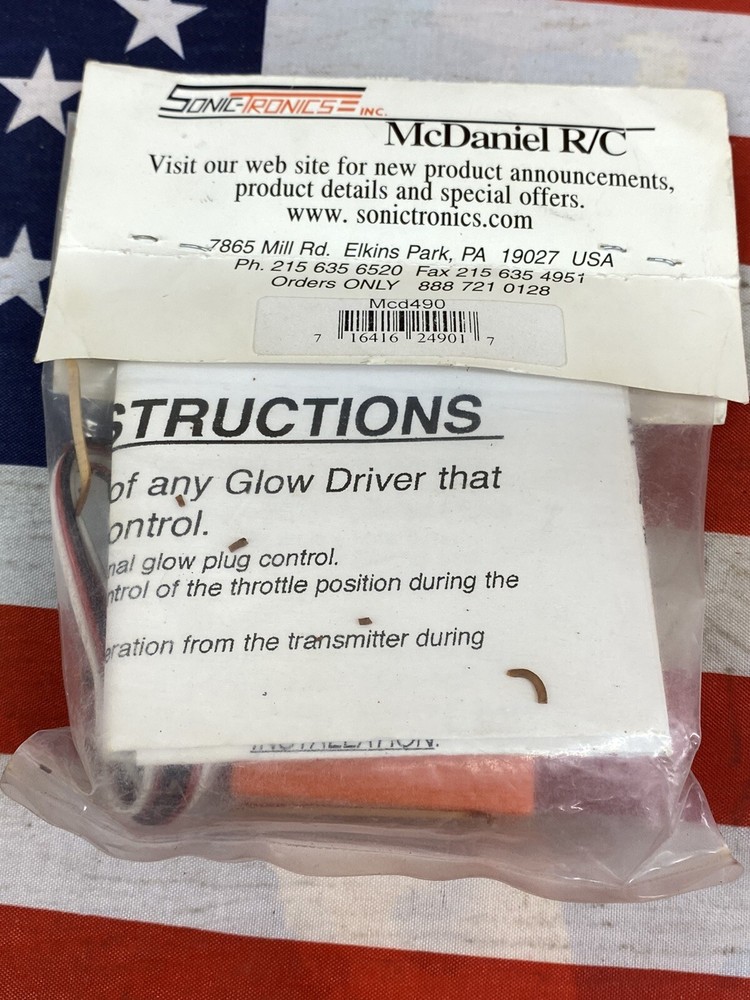 SONIC-TRONICS INC.
McDaniel R/C
Visit our web site for new product announcements,
product details and special offers.
www. sonictronics.com
7865 Mill Rd. Elkins Park, PA 19027 USA
Ph. 215 635 6520 Fax 215 635 4951
Orders ONLY 888 721 0128
Mcd490
7 16416 24901 7
STRUCTIONS
of any Glow Driver that
ontrol.
nal glow plug control.
ntrol of the throttle position during the
eration from the transmitter during
INSTALLATION: